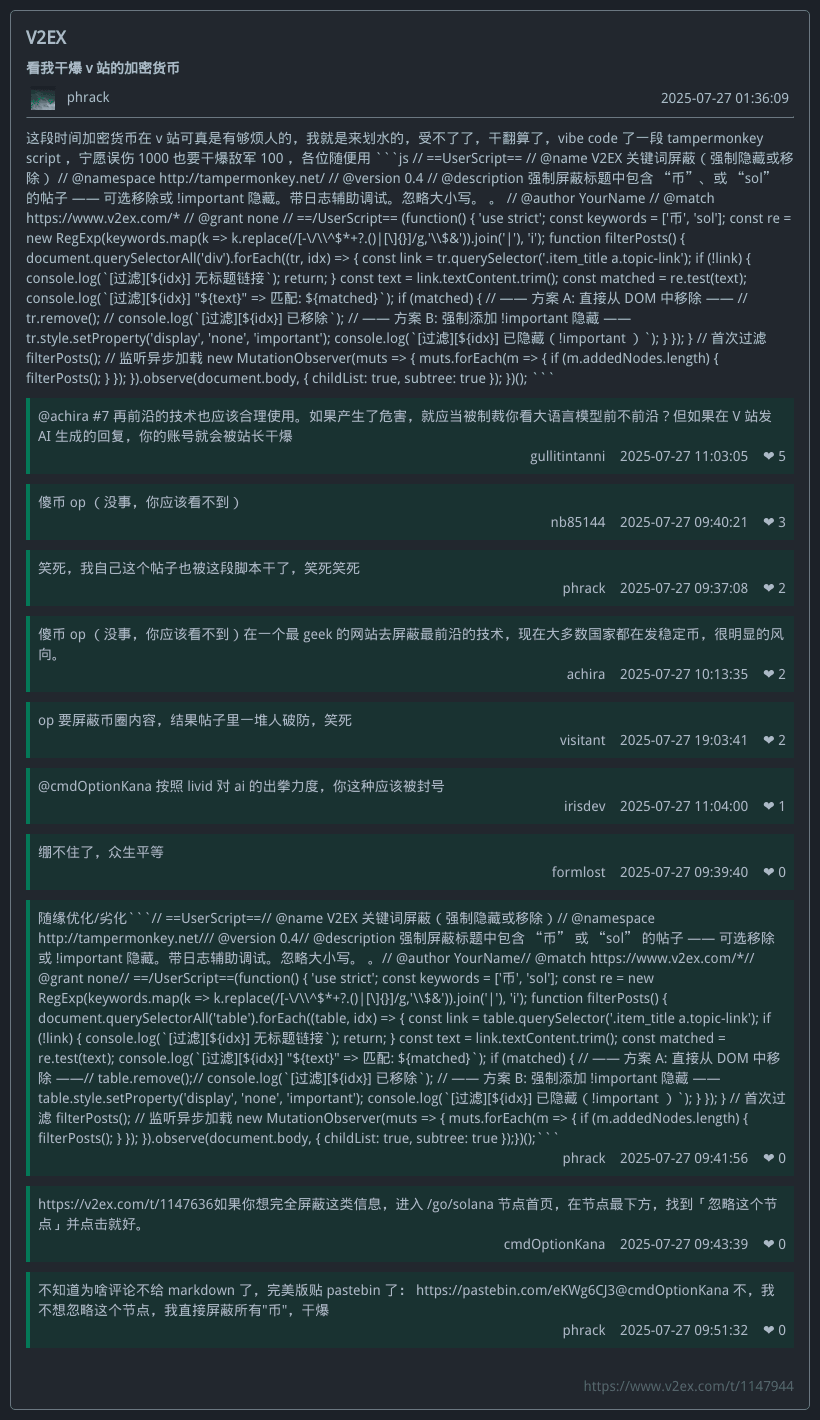 V2EX
看我干爆 v 站的加密货币
phrack
2025-07-27 01:36:09
这段时间加密货币在 v 站可真是有够烦人的，我就是来划水的，受不了了，干翻算了，vibe code 了一段 tampermonkey
script ，宁愿误伤 1000 也要干爆敌军 100 ，各位随便用 ```js // ==UserScript== // @name V2EX 关键词屏蔽（强制隐藏或移
除） // @namespace http://tampermonkey.net/ // @version 0.4 // @description 强制屏蔽标题中包含 “币”、或 “sol”
的帖子 —— 可选移除或 !important 隐藏。带日志辅助调试。忽略大小写。 。 // @author YourName // @match
https://www.v2ex.com/* // @grant none // ==/UserScript== (function() { 'use strict'; const keywords = ['币', 'sol']; const re =
new RegExp(keywords.map(k => k.replace(/[-\/\\^$*+?.()|[\]{}]/g,'\\$&')).join('|'), 'i'); function filterPosts() {
document.querySelectorAll('div').forEach((tr, idx) => { const link = tr.querySelector('.item_title a.topic-link'); if (!link) {
console.log(`[过滤][${idx}] 无标题链接`); return; } const text = link.textContent.trim(); const matched = re.test(text);
console.log(`[过滤][${idx}] "${text}" => 匹配: ${matched}`); if (matched) { // —— 方案 A: 直接从 DOM 中移除 —— //
tr.remove(); // console.log(`[过滤][${idx}] 已移除`); // —— 方案 B: 强制添加 !important 隐藏 ——
tr.style.setProperty('display', 'none', 'important'); console.log(`[过滤][${idx}] 已隐藏（!important ）`); } }); } // 首次过滤
filterPosts(); // 监听异步加载 new MutationObserver(muts => { muts.forEach(m => { if (m.addedNodes.length) {
filterPosts(); } }); }).observe(document.body, { childList: true, subtree: true }); })(); ```
@achira #7 再前沿的技术也应该合理使用。如果产生了危害，就应当被制裁你看大语言模型前不前沿？但如果在 V 站发
AI 生成的回复，你的账号就会被站长干爆
gullitintanni 2025-07-27 11:03:05 ❤ 5
傻币 op （没事，你应该看不到）
nb85144 2025-07-27 09:40:21 ❤ 3
笑死，我自己这个帖子也被这段脚本干了，笑死笑死
phrack 2025-07-27 09:37:08 ❤ 2
傻币 op （没事，你应该看不到）在一个最 geek 的网站去屏蔽最前沿的技术，现在大多数国家都在发稳定币，很明显的风
向。
achira 2025-07-27 10:13:35 ❤ 2
op 要屏蔽币圈内容，结果帖子里一堆人破防，笑死
visitant 2025-07-27 19:03:41 ❤ 2
@cmdOptionKana 按照 livid 对 ai 的出拳力度，你这种应该被封号
irisdev 2025-07-27 11:04:00 ❤ 1
绷不住了，众生平等
formlost 2025-07-27 09:39:40 ❤ 0
随缘优化/劣化```// ==UserScript==// @name V2EX 关键词屏蔽（强制隐藏或移除）// @namespace
http://tampermonkey.net/// @version 0.4// @description 强制屏蔽标题中包含 “币” 或 “sol” 的帖子 —— 可选移除
或 !important 隐藏。带日志辅助调试。忽略大小写。 。// @author YourName// @match https://www.v2ex.com/*//
@grant none// ==/UserScript==(function() { 'use strict'; const keywords = ['币', 'sol']; const re = new
RegExp(keywords.map(k => k.replace(/[-\/\\^$*+?.()|[\]{}]/g,'\\$&')).join('|'), 'i'); function filterPosts() {
document.querySelectorAll('table').forEach((table, idx) => { const link = table.querySelector('.item_title a.topic-link'); if
(!link) { console.log(`[过滤][${idx}] 无标题链接`); return; } const text = link.textContent.trim(); const matched =
re.test(text); console.log(`[过滤][${idx}] "${text}" => 匹配: ${matched}`); if (matched) { // —— 方案 A: 直接从 DOM 中移
除 ——// table.remove();// console.log(`[过滤][${idx}] 已移除`); // —— 方案 B: 强制添加 !important 隐藏 ——
table.style.setProperty('display', 'none', 'important'); console.log(`[过滤][${idx}] 已隐藏（!important ）`); } }); } // 首次过
滤 filterPosts(); // 监听异步加载 new MutationObserver(muts => { muts.forEach(m => { if (m.addedNodes.length) {
filterPosts(); } }); }).observe(document.body, { childList: true, subtree: true });})();```
phrack 2025-07-27 09:41:56 ❤ 0
https://v2ex.com/t/1147636如果你想完全屏蔽这类信息，进入 /go/solana 节点首页，在节点最下方，找到「忽略这个节
点」并点击就好。
cmdOptionKana 2025-07-27 09:43:39 ❤ 0
不知道为啥评论不给 markdown 了，完美版贴 pastebin 了： https://pastebin.com/eKWg6CJ3@cmdOptionKana 不，我
不想忽略这个节点，我直接屏蔽所有"币"，干爆
phrack 2025-07-27 09:51:32 ❤ 0
https://www.v2ex.com/t/1147944